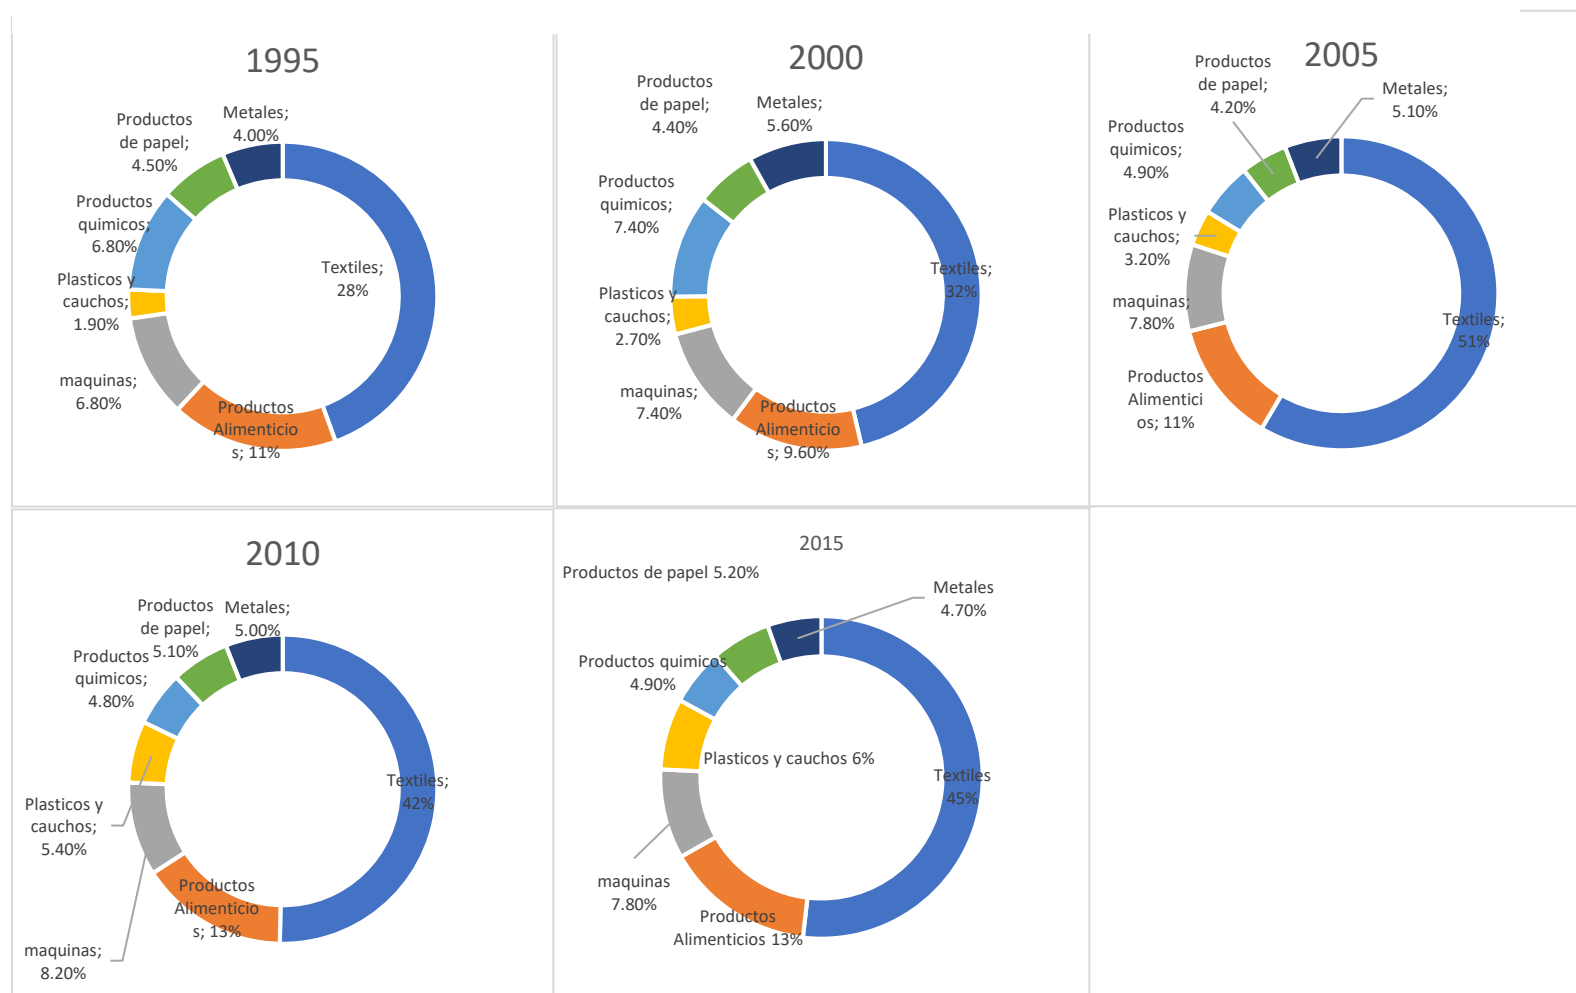 1995
Productos
de papel;
4.50%
Metales;
4.00%
Productos
quimicos;
6.80%
Plasticos y
cauchos;
1.90%
maquinas;
6.80%
Productos
Alimenticio
s; 11%
Textiles;
28%
2000
Productos
de papel;
4.40%
Metales;
5.60%
Productos
quimicos;
7.40%
Plasticos y
cauchos;
2.70%
maquinas;
7.40%
Productos
Alimenticio
s; 9.60%
Textiles;
32%
2005
Productos
de papel;
4.20%
Metales;
5.10%
Productos
quimicos;
4.90%
Plasticos y
cauchos;
3.20%
maquinas;
7.80%
Productos
Alimentici
os; 11%
Textiles;
51%
2010
Productos
de papel;
5.10%
Metales;
5.00%
Productos
quimicos;
4.80%
Plasticos y
cauchos;
5.40%
maquinas;
8.20%
Productos
Alimenticio
s; 13%
Textiles;
42%
2015
Productos de papel 5.20%
Metales
4.70%
Productos quimicos
4.90%
Plasticos y cauchos 6%
maquinas
7.80%
Productos
Alimenticios 13%
Textiles
45%